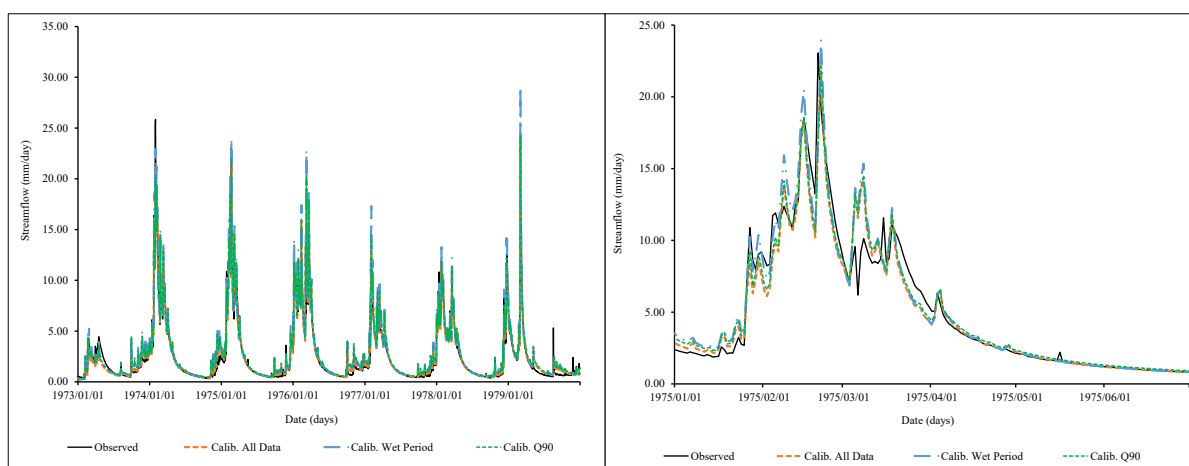 35.00
30.00
25.00
20.00
15.00
10.00
5.00
0.00
Streamflow (mm/day)
1973/01/01
1974/01/01
1975/01/01
1976/01/01
1977/01/01
1978/01/01
1979/01/01
Date (days)
Observed
Calib. All Data
Calib. Wet Period
Calib. Q90
25.00
20.00
15.00
10.00
5.00
0.00
Streamflow (mm/day)
1975/01/01
1975/02/01
1975/03/01
1975/04/01
1975/05/01
1975/06/01
Date (days)
Observed
Calib. All Data
Calib. Wet Period
Calib. Q90